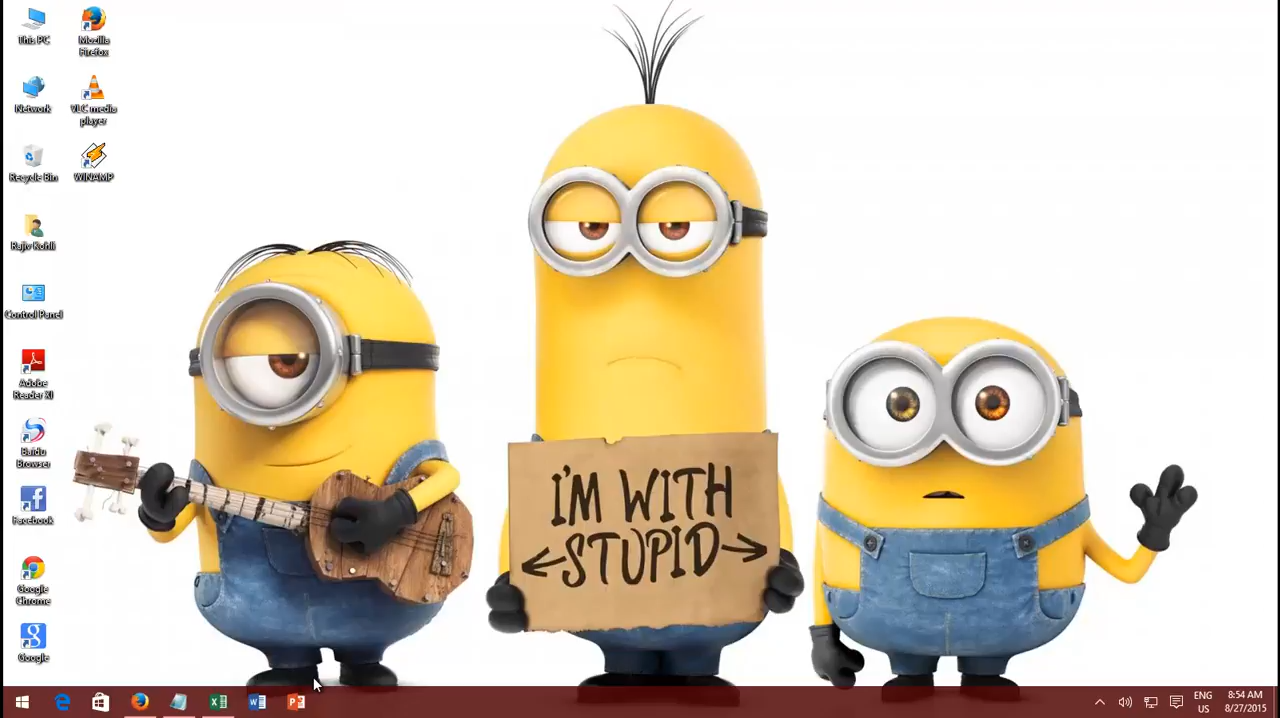 This PC
Mozilla
Firefox
Network
VLC media
player
Recycle Bin
WINAMP
Rajiv Kohli
Control Panel
Adobe
Reader XI
Baidu
Browser
Facebook
Google
Chrome
Google
I'M WITH
STUPID
ENG
US
8:54 AM
8/27/2015